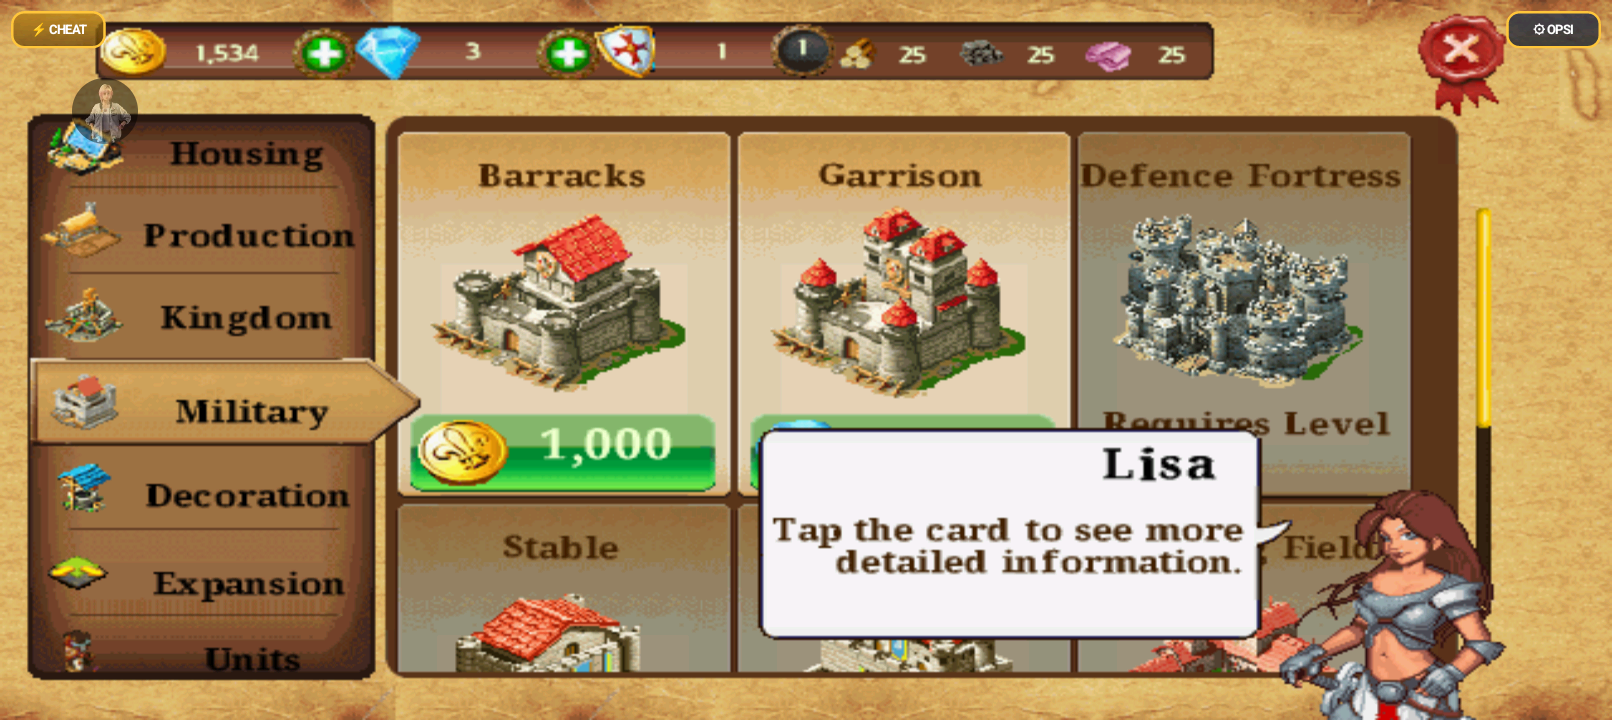 ⚡ CHEAT
1,534
3
1
1
25
25
25
⚙ OPSI
Housing
Production
Kingdom
Military
Decoration
Expansion
Units
Barracks
1,000
Garrison
Defence Fortress
Requires Level
Stable
Field
Lisa
Tap the card to see more
detailed information.